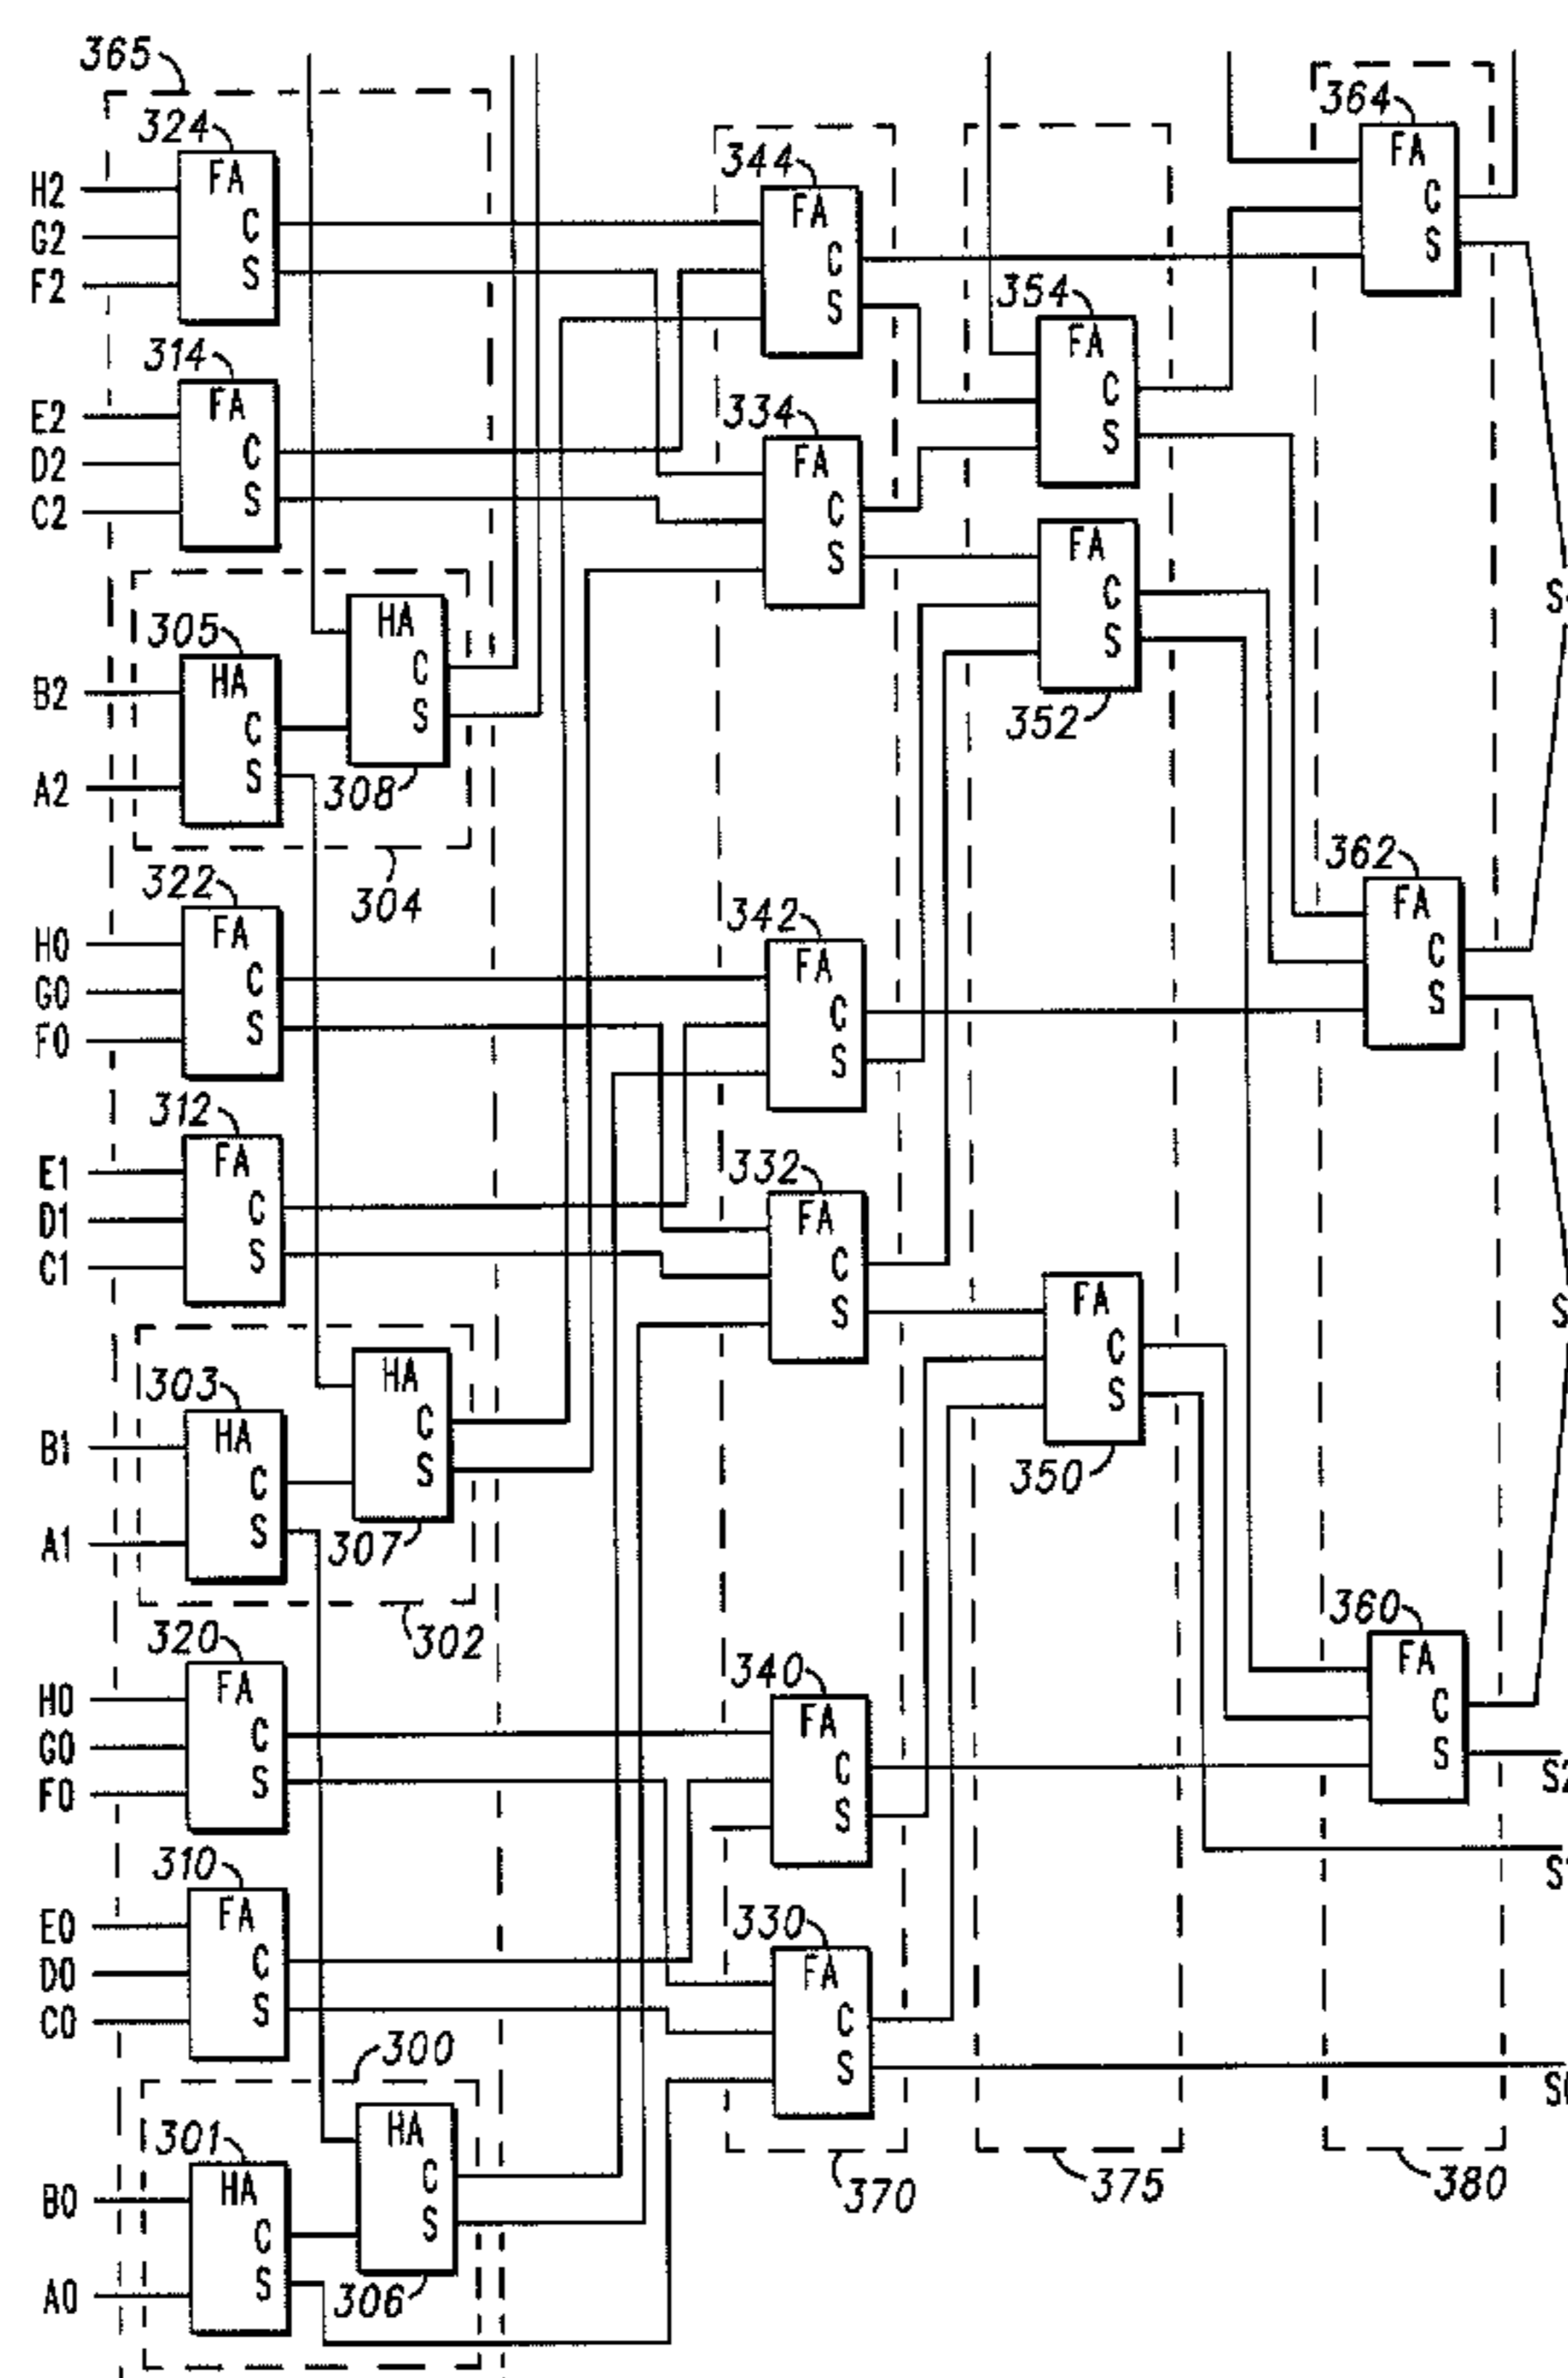 365
324
FA
C
S
H2
G2
F2
344
FA
C
S
364
FA
C
S
314
FA
C
S
E2
D2
C2
354
FA
C
S
334
FA
C
S
305
HA
C
S
B2
A2
HA
C
S
308
304
FA
C
S
352
322
FA
C
S
H0
G0
F0
342
FA
C
S
362
FA
C
S
312
FA
C
S
E1
D1
C1
332
FA
C
S
303
HA
C
S
B1
A1
HA
C
S
307
302
FA
C
S
350
320
FA
C
S
H0
G0
F0
340
FA
C
S
360
FA
C
S
310
FA
C
S
E0
D0
C0
330
FA
C
S
300
301
HA
C
S
B0
A0
HA
C
S
306
370
375
380